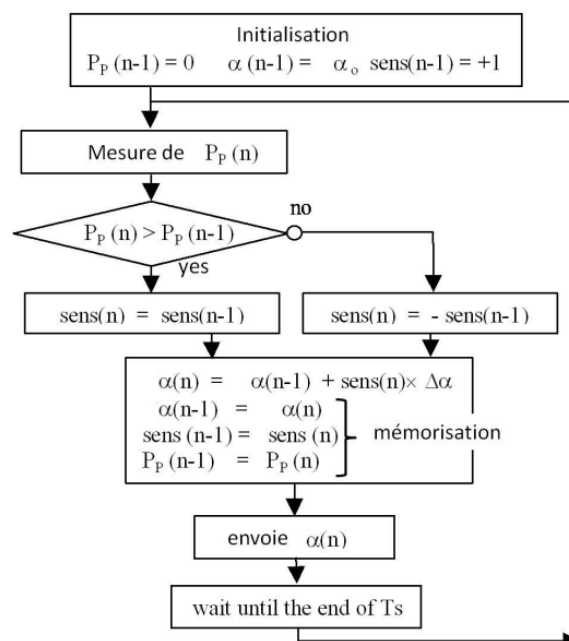 Initialisation
P_P (n-1) = 0 α (n-1) = α_o sens(n-1) = +1
Mesure de P_P (n)
P_P (n) > P_P (n-1)
no
yes
sens(n) = sens(n-1)
sens(n) = - sens(n-1)
α(n) = α(n-1) + sens(n)× Δα
α(n-1) = α(n)
sens (n-1) = sens (n)
mémorisation
P_P (n-1) = P_P (n)
envoie α(n)
wait until the end of Ts